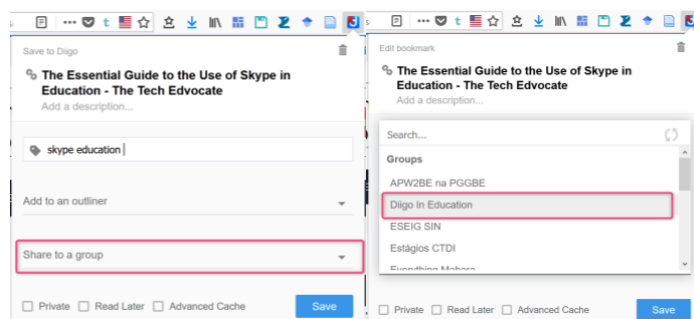 Save to Diigo
The Essential Guide to the Use of Skype in
Education - The Tech Edvocate
Add a description...
skype education
Add to an outliner
Share to a group
Private Read Later Advanced Cache Save
Edit bookmark
The Essential Guide to the Use of Skype in
Education - The Tech Edvocate
Add a description...
Search...
Groups
APW2BE na PGGBE
Diigo In Education
ESEIG SIN
Estágios CTDI
Private Read Later Advanced Cache Save